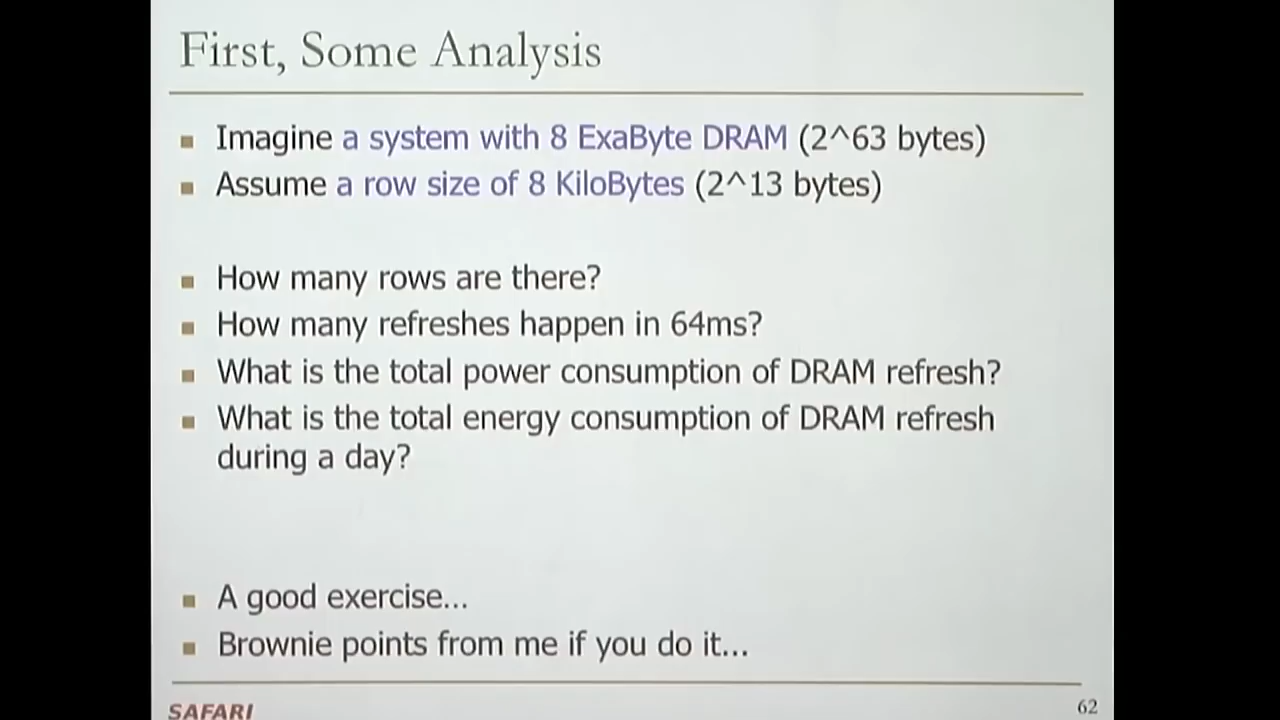 First, Some Analysis
Imagine a system with 8 ExaByte DRAM (2^63 bytes)
Assume a row size of 8 KiloBytes (2^13 bytes)
How many rows are there?
How many refreshes happen in 64ms?
What is the total power consumption of DRAM refresh?
What is the total energy consumption of DRAM refresh
during a day?
A good exercise...
Brownie points from me if you do it...
SAFARI
62